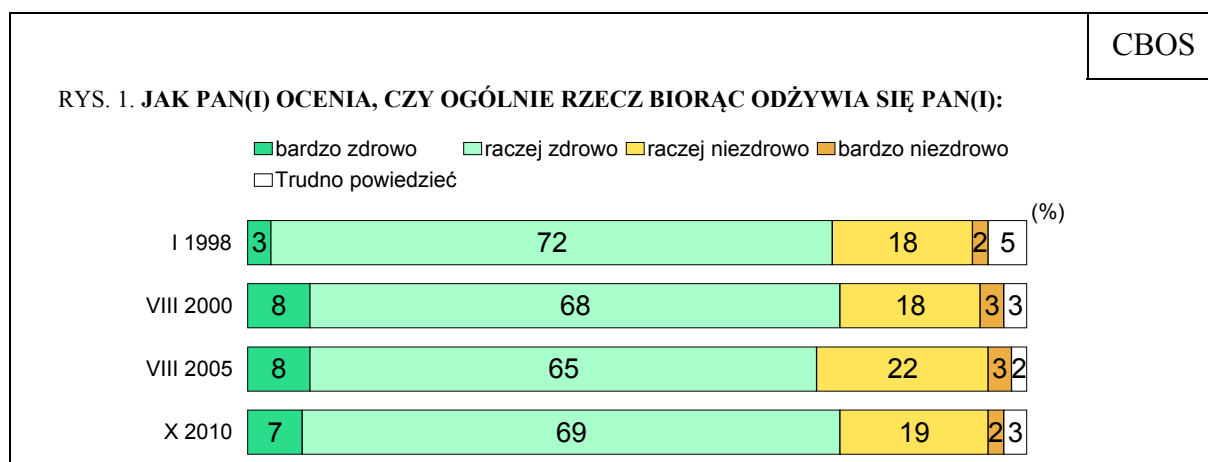 CBOS
RYS. 1. JAK PAN(I) OCENIA, CZY OGÓLNIE RZECZ BIORĄC ODŻYWIA SIĘ PAN(I):
bardzo zdrowo raczej zdrowo raczej niezdrowo bardzo niezdrowo
Trudno powiedzieć
(%)
I 1998 3 72 18 2 5
VIII 2000 8 68 18 3 3
VIII 2005 8 65 22 3 2
X 2010 7 69 19 2 3